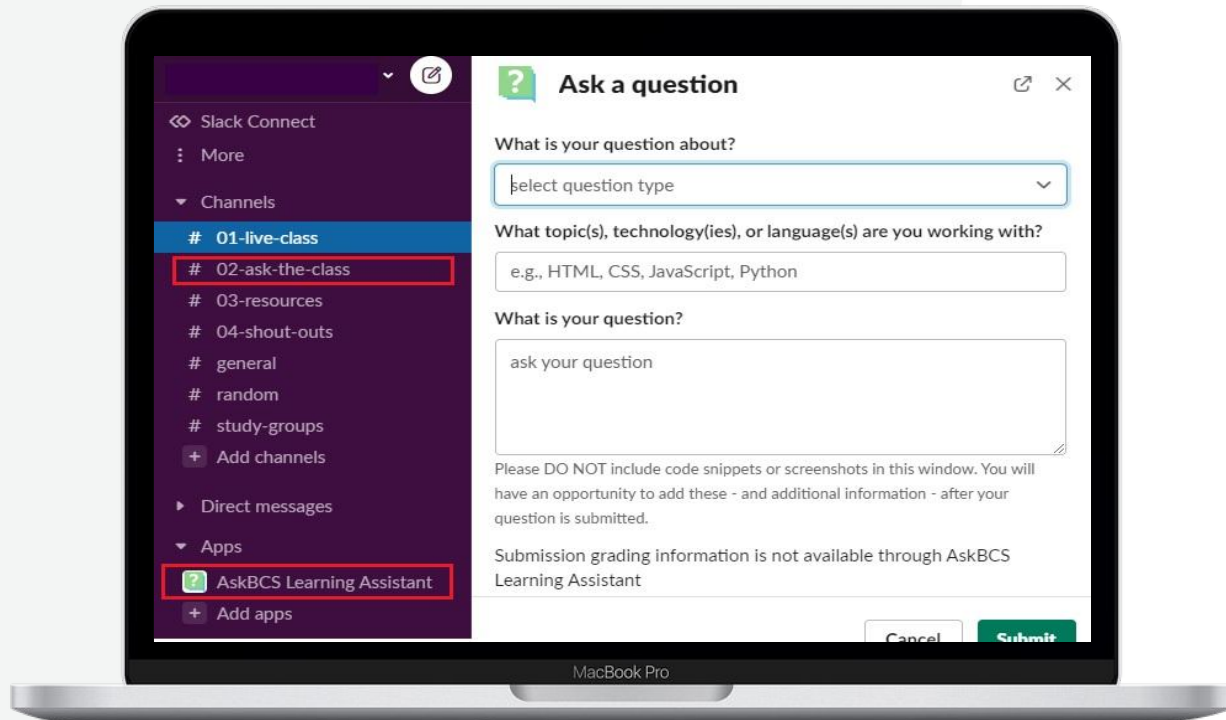 Slack Connect
More
Channels
# 01-live-class
# 02-ask-the-class
# 03-resources
# 04-shout-outs
# general
# random
# study-groups
+ Add channels
Direct messages
Apps
? AskBCS Learning Assistant
+ Add apps
? Ask a question
What is your question about?
select question type
What topic(s), technology(ies), or language(s) are you working with?
e.g., HTML, CSS, JavaScript, Python
What is your question?
ask your question
Please DO NOT include code snippets or screenshots in this window. You will
have an opportunity to add these - and additional information - after your
question is submitted.
Submission grading information is not available through AskBCS
Learning Assistant
Cancel
Submit
MacBook Pro